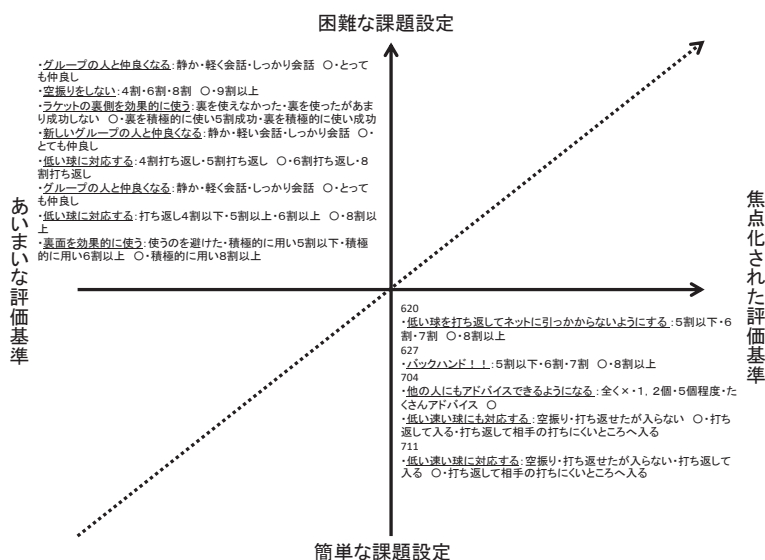 困難な課題設定
・グループの人と仲良くなる:静か・軽く会話・しっかり会話 ○・とって
も仲良し
・空振りをしない:4割・6割・8割 ○・9割以上
・ラケットの裏側を効果的に使う:裏を使えなかった・裏を使ったがあま
り成功しない ○・裏を積極的に使い5割成功・裏を積極的に使い成功
・新しいグループの人と仲良くなる:静か・軽い会話・しっかり会話 ○・
とても仲良し
・低い球に対応する:4割打ち返し・5割打ち返し ○・6割打ち返し・8
割打ち返し
・グループの人と仲良くなる:静か・軽く会話・しっかり会話 ○・とって
も仲良し
・低い球に対応する:打ち返し4割以下・5割以上・6割以上 ○・8割以
上
・裏面を効果的に使う:使うのを避けた・積極的に用い5割以下・積極
的に用い6割以上 ○・積極的に用い8割以上
あいまいな評価基準
焦点化された評価基準
620
・低い球を打ち返してネットに引っかからないようにする:5割以下・6
割・7割 ○・8割以上
627
・バックハンド!!:5割以下・6割・7割 ○・8割以上
704
・他の人にもアドバイスできるようになる:全く×・1,2個・5個程度・た
くさんアドバイス ○
・低い速い球にも対応する:空振り・打ち返せたが入らない ○・打ち
返して入る・打ち返して相手の打ちにくいところへ入る
711
・低い速い球に対応する:空振り・打ち返せたが入らない・打ち返して
入る ○・打ち返して相手の打ちにくいところへ入る
簡単な課題設定